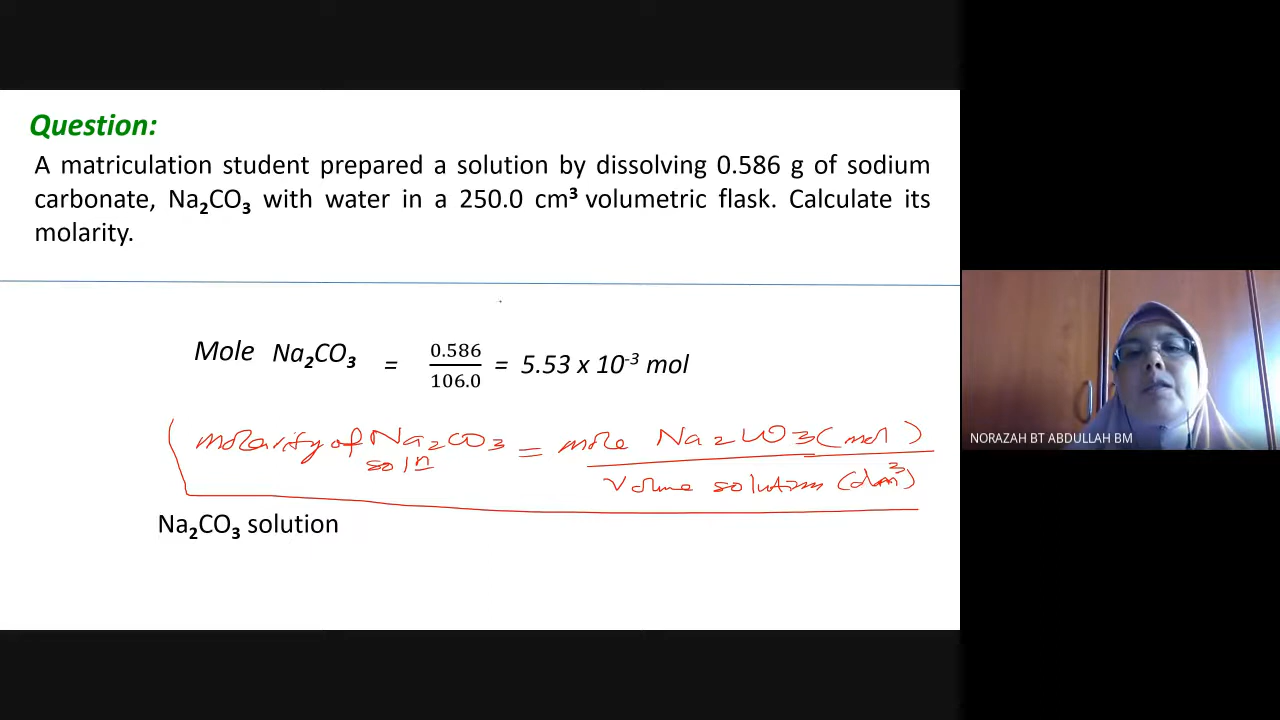 Question:
A matriculation student prepared a solution by dissolving 0.586 g of sodium
carbonate, Na₂CO₃ with water in a 250.0 cm³ volumetric flask. Calculate its
molarity.
Mole Na₂CO₃ = 0.586/106.0 = 5.53 x 10⁻³ mol
molarity of Na₂CO₃ solⁿ = mole Na₂CO₃ (mol) / volume solution (dm³)
Na₂CO₃ solution
NORAZAH BT ABDULLAH BM